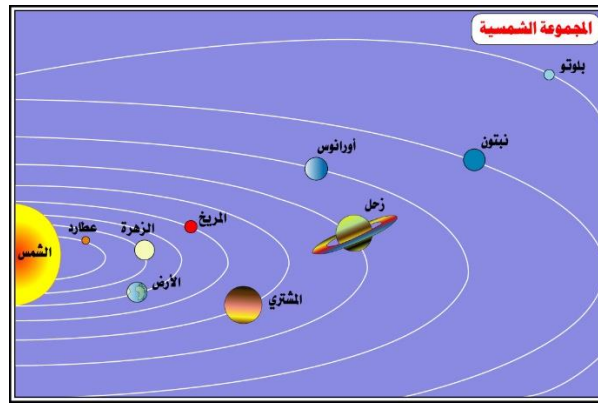 المجموعة الشمسية
بلوتو
نبتون
أورانوس
زحل
المريخ
الزهرة
عطارد
الشمس
الأرض
المشتري